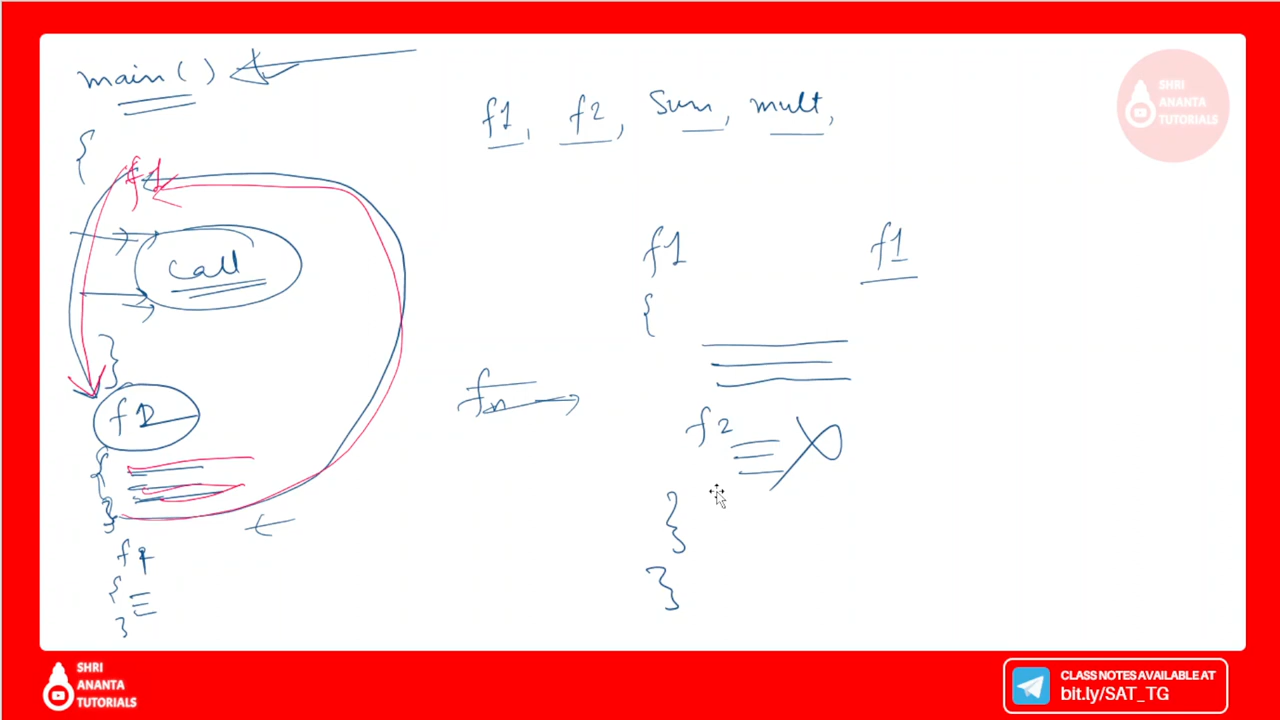 main()
f1, f2, Sum, mult,
{
f1
call
}
f1
{
}
f1
{
}
fn
f1
f1
{
f2
}
}
SHRI
ANANTA
TUTORIALS
SHRI
ANANTA
TUTORIALS
CLASS NOTES AVAILABLE AT
bit.ly/SAT_TG